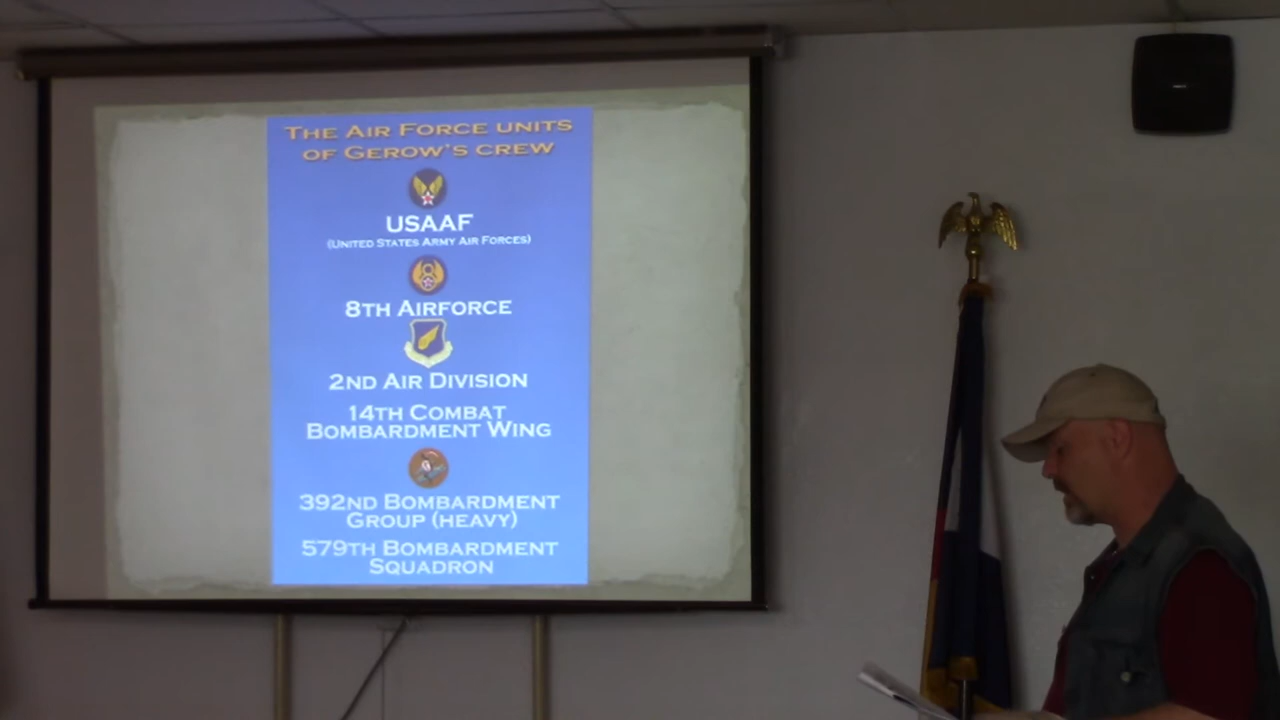 The Air Force units
of Gerow's crew
USAAF
(United States Army Air Forces)
8th Airforce
2nd Air Division
14th Combat
Bombardment Wing
392nd Bombardment
Group (heavy)
579th Bombardment
Squadron